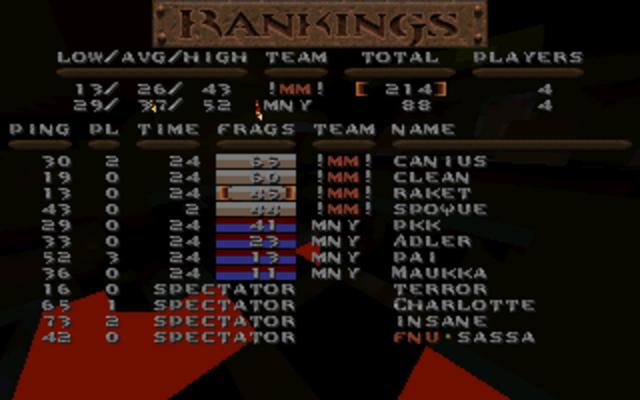 RANKINGS
LOW/AVG/HIGH TEAM TOTAL PLAYERS
13/ 26/ 43 !MM! [ 214] 4
29/ 37/ 52 MNY 88 4
PING PL TIME FRAGS TEAM NAME
30 2 24 65 !MM! CANIUS
19 0 24 60 !MM! CLEAN
13 0 24 [ 45] !MM! RAKET
43 0 2 44 !MM!
29 0 24 41 MNY PKK
33 0 24 23 MNY ADLER
52 3 24 13 MNY PAI
36 0 24 11 MNY MAUKKA
16 0 SPECTATOR TERROR
65 1 SPECTATOR CHARLOTTE
73 2 SPECTATOR INSANE
42 0 SPECTATOR FNU·SASSA